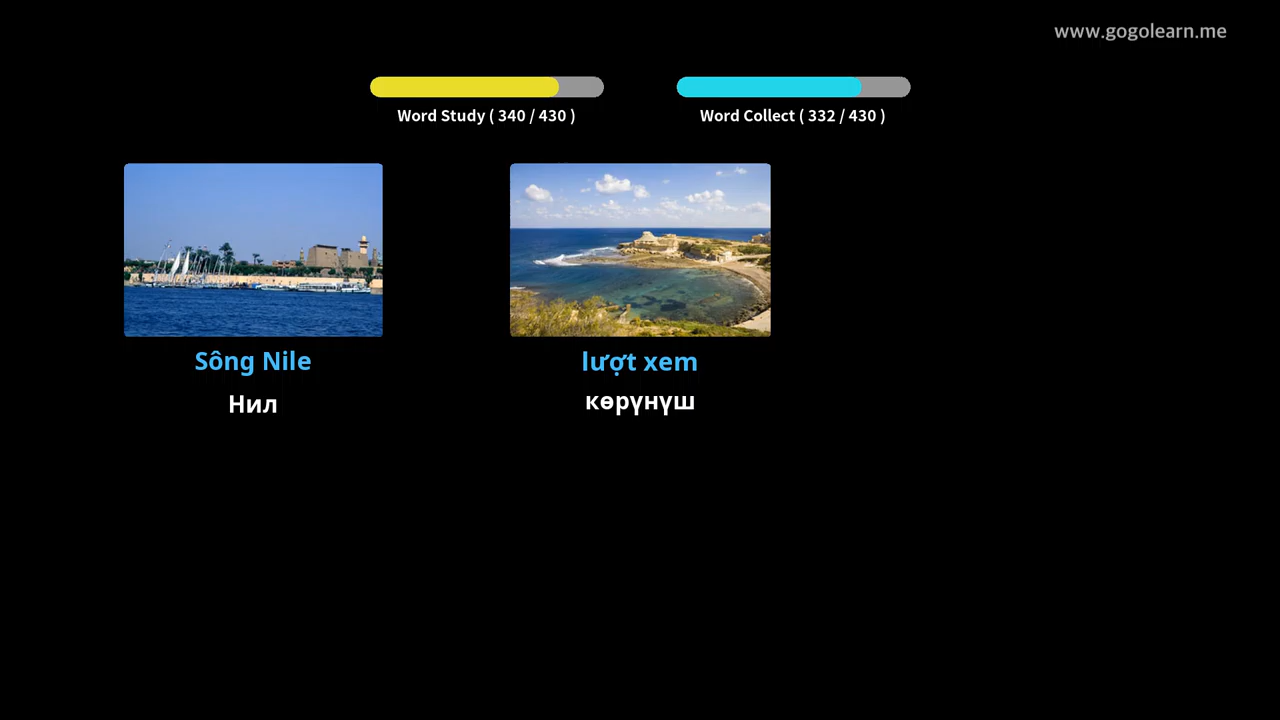 www.gogolearn.me
Word Study ( 340 / 430 )
Word Collect ( 332 / 430 )
Sông Nile
Нил
lượt xem
көрүнүш